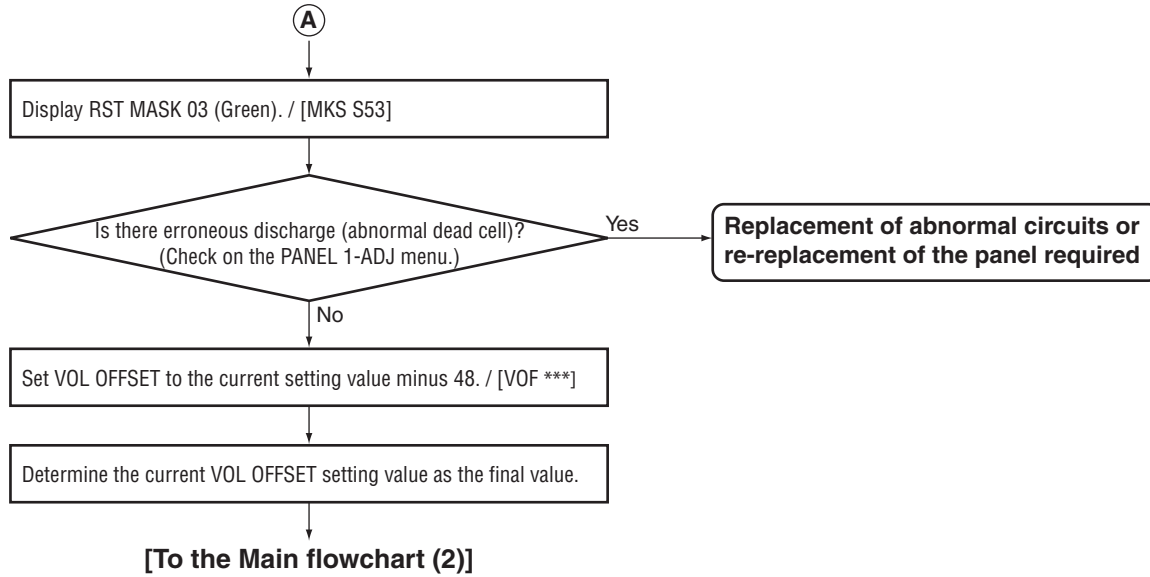 A
Display RST MASK 03 (Green). / [MKS S53]
Is there erroneous discharge (abnormal dead cell)?
(Check on the PANEL 1-ADJ menu.)
Yes
Replacement of abnormal circuits or
re-replacement of the panel required
No
Set VOL OFFSET to the current setting value minus 48. / [VOF ***]
Determine the current VOL OFFSET setting value as the final value.
[To the Main flowchart (2)]